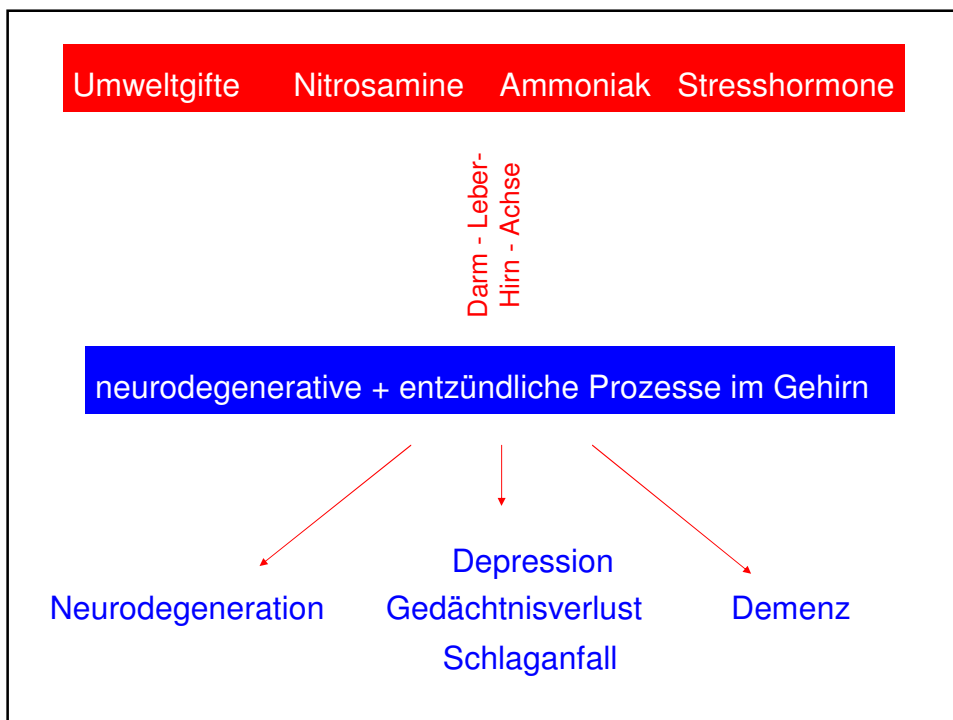 Umweltgifte Nitrosamine Ammoniak Stresshormone
Darm - Leber-
Hirn - Achse
neurodegenerative + entzündliche Prozesse im Gehirn
Depression
Neurodegeneration Gedächtnisverlust Demenz
Schlaganfall